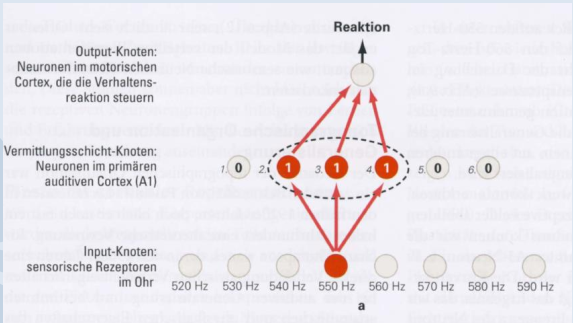 Reaktion
Output-Knoten:
Neuronen im motorischen
Cortex, die die Verhaltens-
reaktion steuern
Vermittlungsschicht-Knoten:
Neuronen im primären
auditiven Cortex (A1)
1. 0 2. 1 3. 1 4. 1 5. 0 6. 0
Input-Knoten:
sensorische Rezeptoren
im Ohr
520 Hz 530 Hz 540 Hz 550 Hz 560 Hz 570 Hz 580 Hz 590 Hz
a